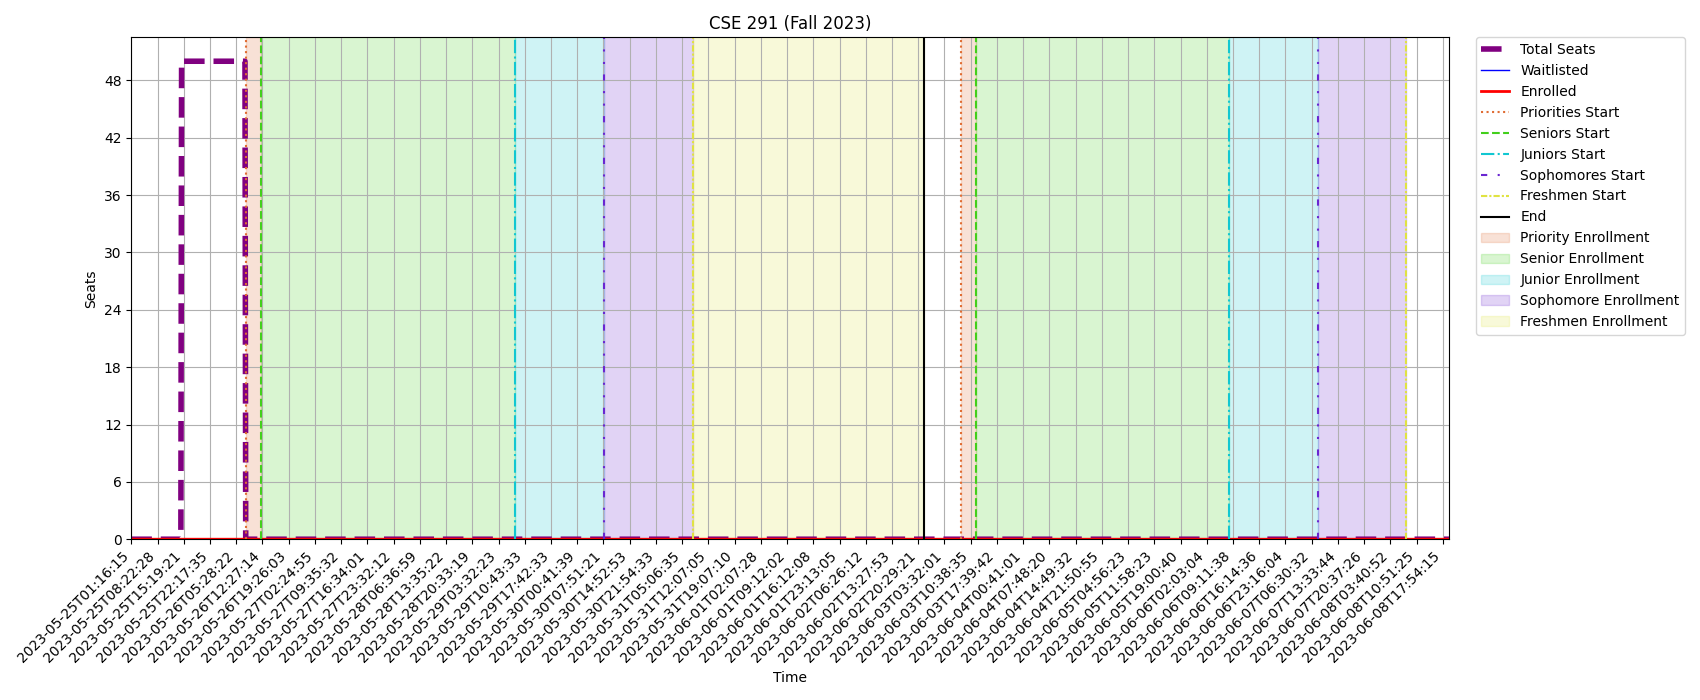 CSE 291 (Fall 2023)
Seats
48
42
36
30
24
18
12
6
0
2023-05-25T01:16:15
2023-05-25T08:22:28
2023-05-25T15:19:21
2023-05-25T22:17:35
2023-05-26T05:28:22
2023-05-26T12:27:14
2023-05-26T19:26:03
2023-05-27T02:24:55
2023-05-27T09:35:32
2023-05-27T16:34:01
2023-05-27T23:32:12
2023-05-28T06:36:59
2023-05-28T13:35:22
2023-05-28T20:33:19
2023-05-29T03:32:23
2023-05-29T10:43:33
2023-05-29T17:42:33
2023-05-30T00:41:39
2023-05-30T07:51:21
2023-05-30T14:52:53
2023-05-30T21:54:33
2023-05-31T05:06:35
2023-05-31T12:07:05
2023-05-31T19:07:10
2023-06-01T02:07:28
2023-06-01T09:12:02
2023-06-01T16:12:08
2023-06-01T23:13:05
2023-06-02T06:26:12
2023-06-02T13:27:53
2023-06-02T20:29:21
2023-06-03T03:32:01
2023-06-03T10:38:35
2023-06-03T17:39:42
2023-06-04T00:41:01
2023-06-04T07:48:20
2023-06-04T14:49:32
2023-06-04T21:50:55
2023-06-05T04:56:23
2023-06-05T11:58:23
2023-06-05T19:00:40
2023-06-06T02:03:04
2023-06-06T09:11:38
2023-06-06T16:14:36
2023-06-06T23:16:04
2023-06-07T06:30:32
2023-06-07T13:33:44
2023-06-07T20:37:26
2023-06-08T03:40:52
2023-06-08T10:51:25
2023-06-08T17:54:15
Time
Total Seats
Waitlisted
Enrolled
Priorities Start
Seniors Start
Juniors Start
Sophomores Start
Freshmen Start
End
Priority Enrollment
Senior Enrollment
Junior Enrollment
Sophomore Enrollment
Freshmen Enrollment